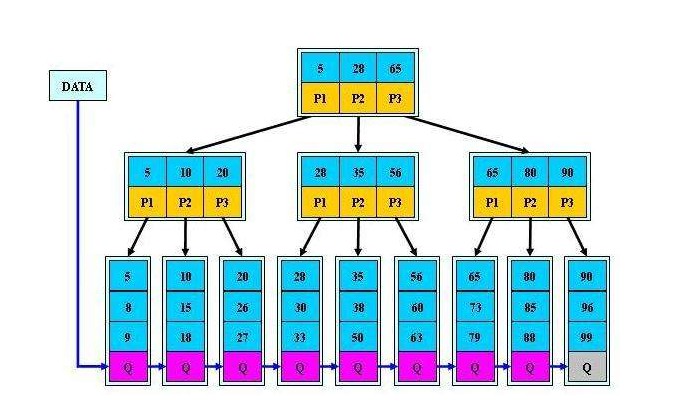 5 28 65
DATA
P1 P2 P3
5 10 20 28 35 56 65 80 90
P1 P2 P3 P1 P2 P3 P1 P2 P3
5 10 20 28 35 56 65 80 90
8 15 26 30 38 60 73 85 96
9 18 27 33 50 63 79 88 99
Q Q Q Q Q Q Q Q Q